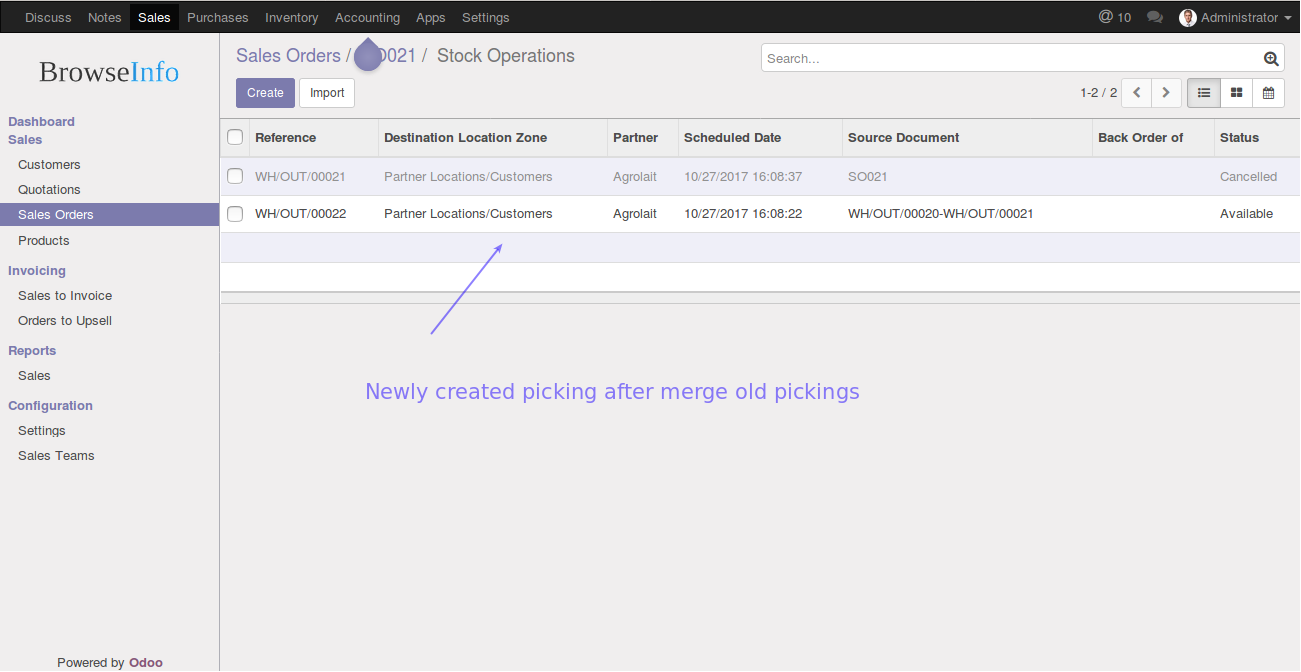 Discuss Notes Sales Purchases Inventory Accounting Apps Settings @ 10 Administrator
BrowseInfo
Sales Orders / O021 / Stock Operations
Search...
Create Import
1-2 / 2
Dashboard
Sales
Customers
Quotations
Sales Orders
Products
Invoicing
Sales to Invoice
Orders to Upsell
Reports
Sales
Configuration
Settings
Sales Teams
Powered by Odoo
Reference Destination Location Zone Partner Scheduled Date Source Document Back Order of Status
WH/OUT/00021 Partner Locations/Customers Agrolait 10/27/2017 16:08:37 SO021 Cancelled
WH/OUT/00022 Partner Locations/Customers Agrolait 10/27/2017 16:08:22 WH/OUT/00020-WH/OUT/00021 Available
Newly created picking after merge old pickings